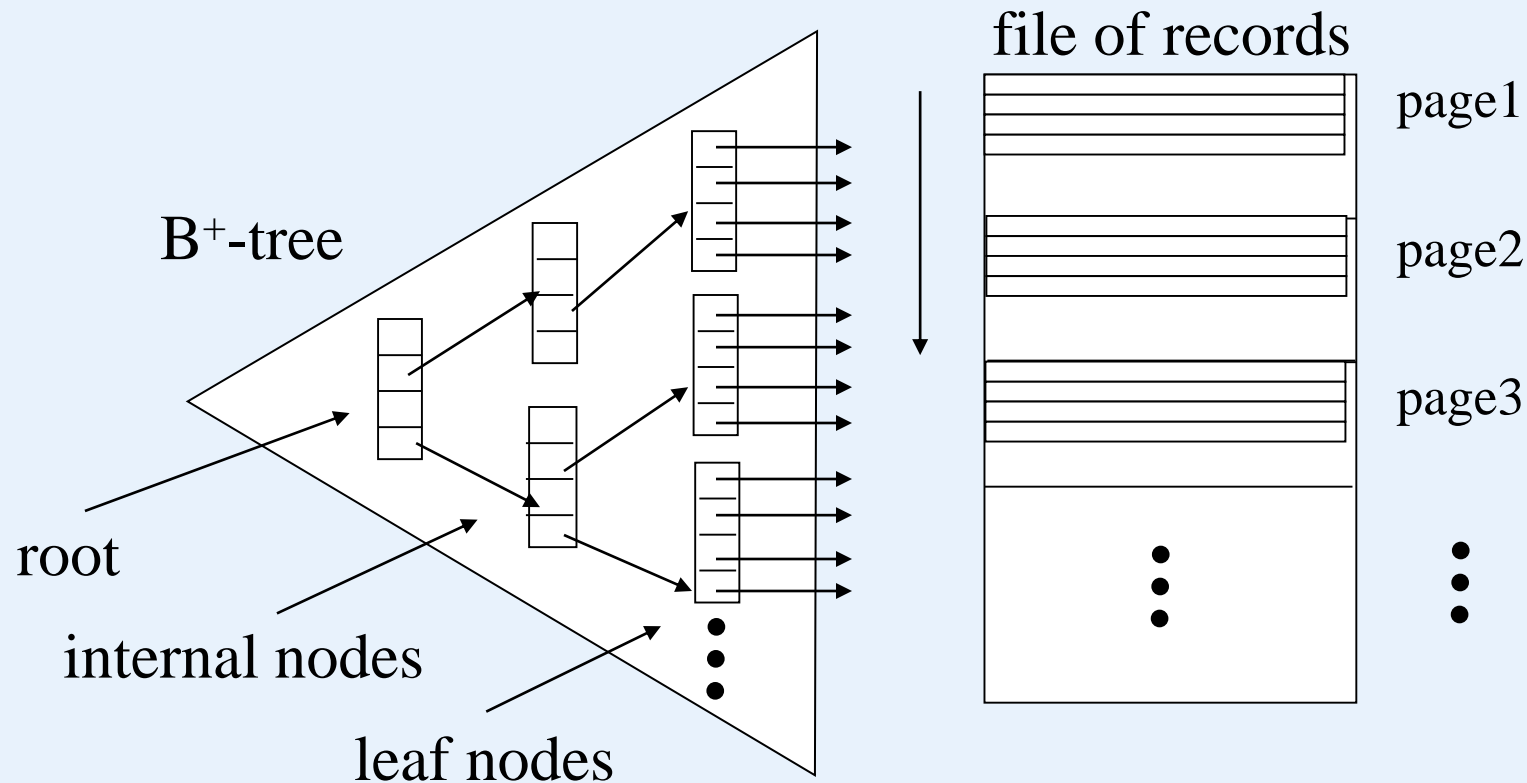 file of records
page1
B⁺-tree
page2
page3
root
internal nodes
leaf nodes